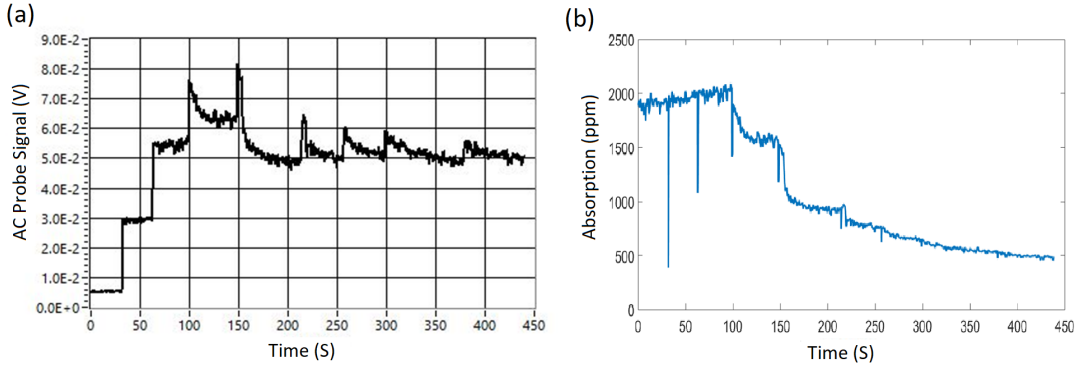 (a)
9.0E-2
8.0E-2
7.0E-2
6.0E-2
5.0E-2
4.0E-2
3.0E-2
2.0E-2
1.0E-2
0.0E+0
AC Probe Signal (V)
0 50 100 150 200 250 300 350 400 450
Time (S)
(b)
2500
2000
1500
1000
500
0
Absorption (ppm)
0 50 100 150 200 250 300 350 400 450
Time (S)